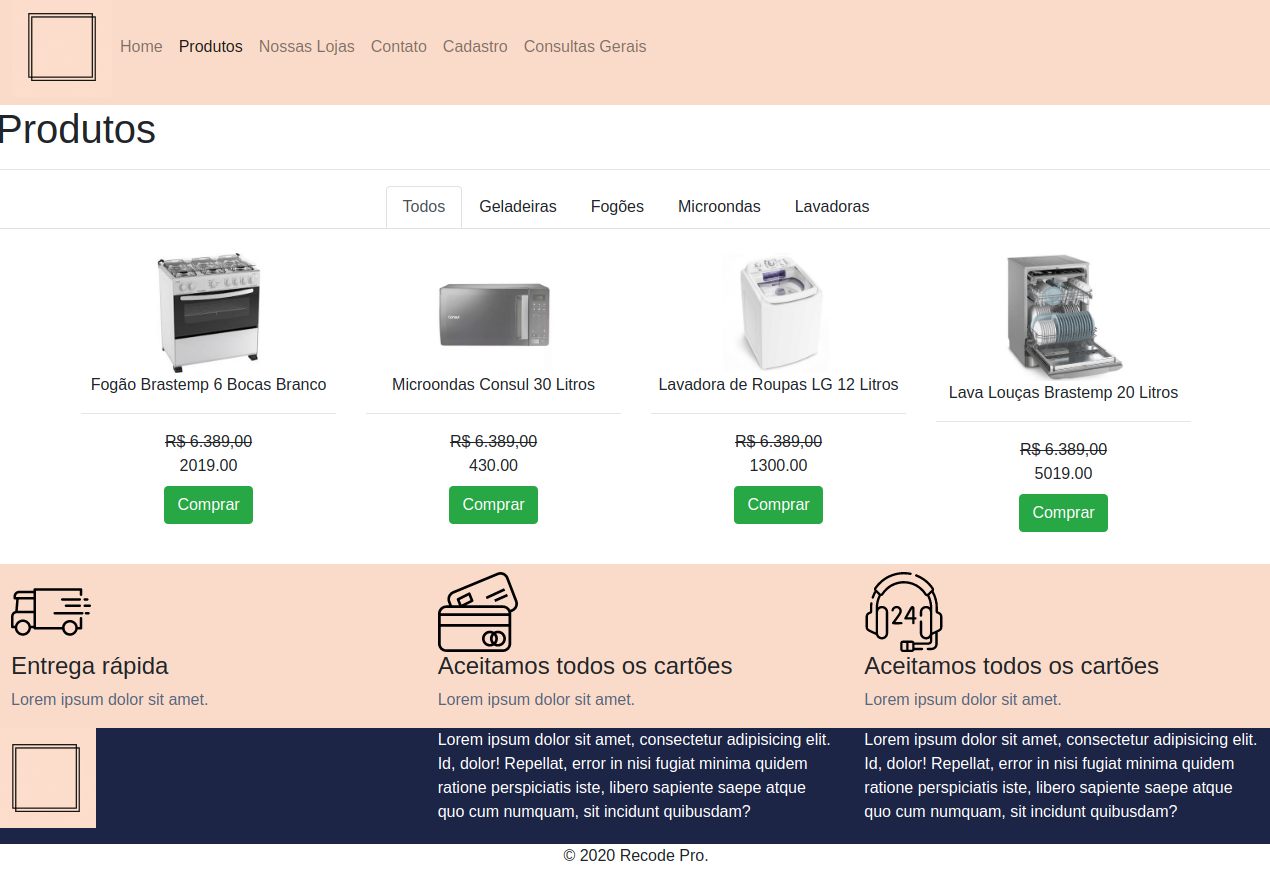 Home Produtos Nossas Lojas Contato Cadastro Consultas Gerais
Produtos
Todos Geladeiras Fogões Microondas Lavadoras
Consul
Fogão Brastemp 6 Bocas Branco
R$ 6.389,00
2019.00
Comprar
Microondas Consul 30 Litros
R$ 6.389,00
430.00
Comprar
Lavadora de Roupas LG 12 Litros
R$ 6.389,00
1300.00
Comprar
Lava Louças Brastemp 20 Litros
R$ 6.389,00
5019.00
Comprar
Entrega rápida
Lorem ipsum dolor sit amet.
Aceitamos todos os cartões
Lorem ipsum dolor sit amet.
24
Aceitamos todos os cartões
Lorem ipsum dolor sit amet.
Lorem ipsum dolor sit amet, consectetur adipisicing elit.
Id, dolor! Repellat, error in nisi fugiat minima quidem
ratione perspiciatis iste, libero sapiente saepe atque
quo cum numquam, sit incidunt quibusdam?
Lorem ipsum dolor sit amet, consectetur adipisicing elit.
Id, dolor! Repellat, error in nisi fugiat minima quidem
ratione perspiciatis iste, libero sapiente saepe atque
quo cum numquam, sit incidunt quibusdam?
© 2020 Recode Pro.